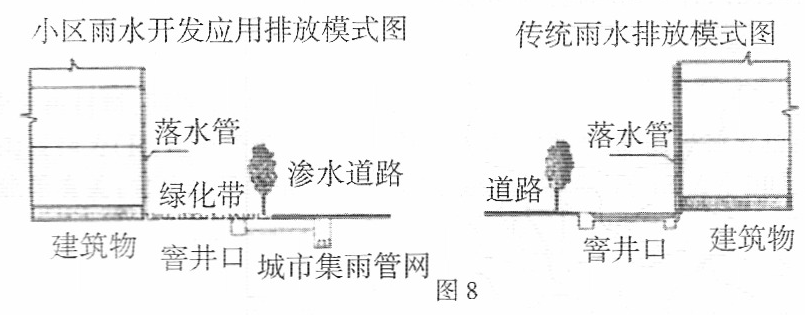 小区雨水开发应用排放模式图
传统雨水排放模式图
落水管
绿化带
渗水道路
建筑物
窨井口
城市集雨管网
落水管
道路
窨井口
建筑物
图8